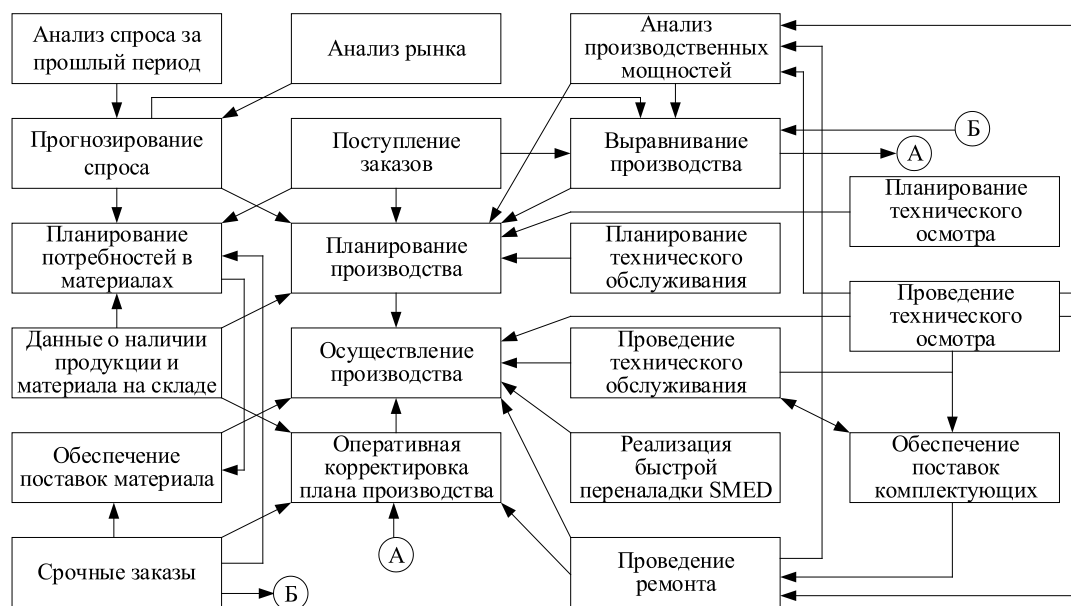 Анализ спроса за
прошлый период
Анализ рынка
Анализ
производственных
мощностей
Прогнозирование
спроса
Поступление
заказов
Выравнивание
производства
Б
А
Планирование
технического
осмотра
Планирование
потребностей в
материалах
Планирование
производства
Планирование
технического
обслуживания
Проведение
технического
осмотра
Данные о наличии
продукции и
материала на складе
Осуществление
производства
Проведение
технического
обслуживания
Обеспечение
поставок материала
Оперативная
корректировка
плана производства
Реализация
быстрой
переналадки SMED
Обеспечение
поставок
комплектующих
Срочные заказы
Б
А
Проведение
ремонта